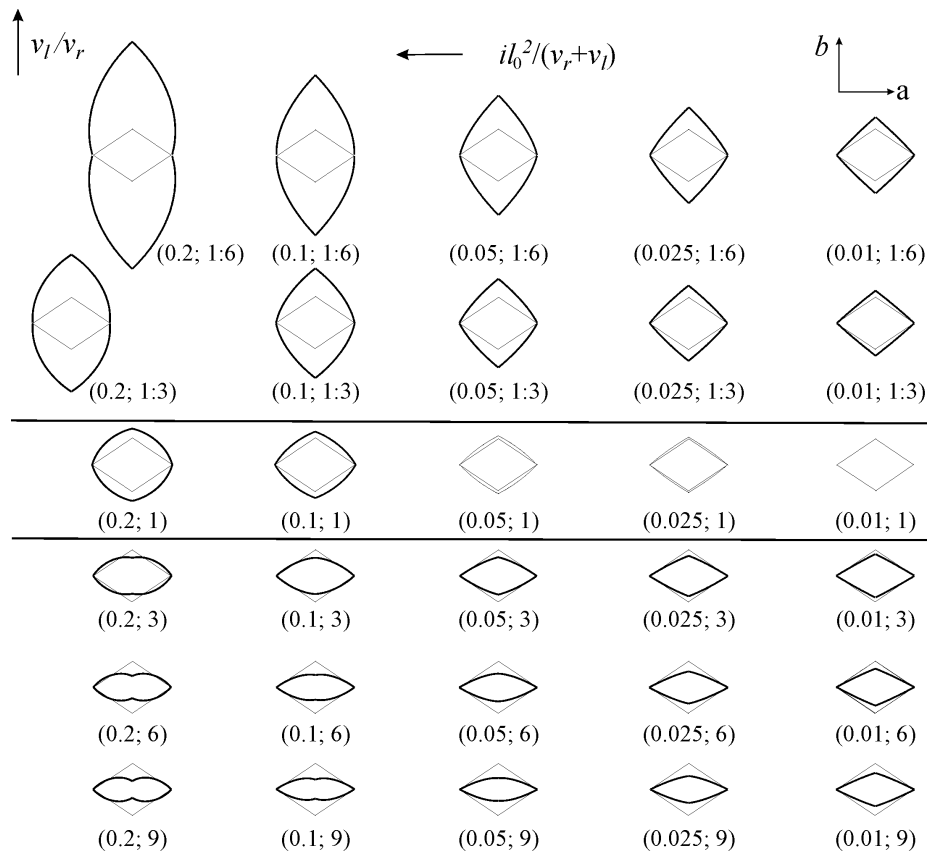 v_l/v_r
il_0^2/(v_r+v_l)
b
a
(0.2; 1:6) (0.1; 1:6) (0.05; 1:6) (0.025; 1:6) (0.01; 1:6)
(0.2; 1:3) (0.1; 1:3) (0.05; 1:3) (0.025; 1:3) (0.01; 1:3)
(0.2; 1) (0.1; 1) (0.05; 1) (0.025; 1) (0.01; 1)
(0.2; 3) (0.1; 3) (0.05; 3) (0.025; 3) (0.01; 3)
(0.2; 6) (0.1; 6) (0.05; 6) (0.025; 6) (0.01; 6)
(0.2; 9) (0.1; 9) (0.05; 9) (0.025; 9) (0.01; 9)